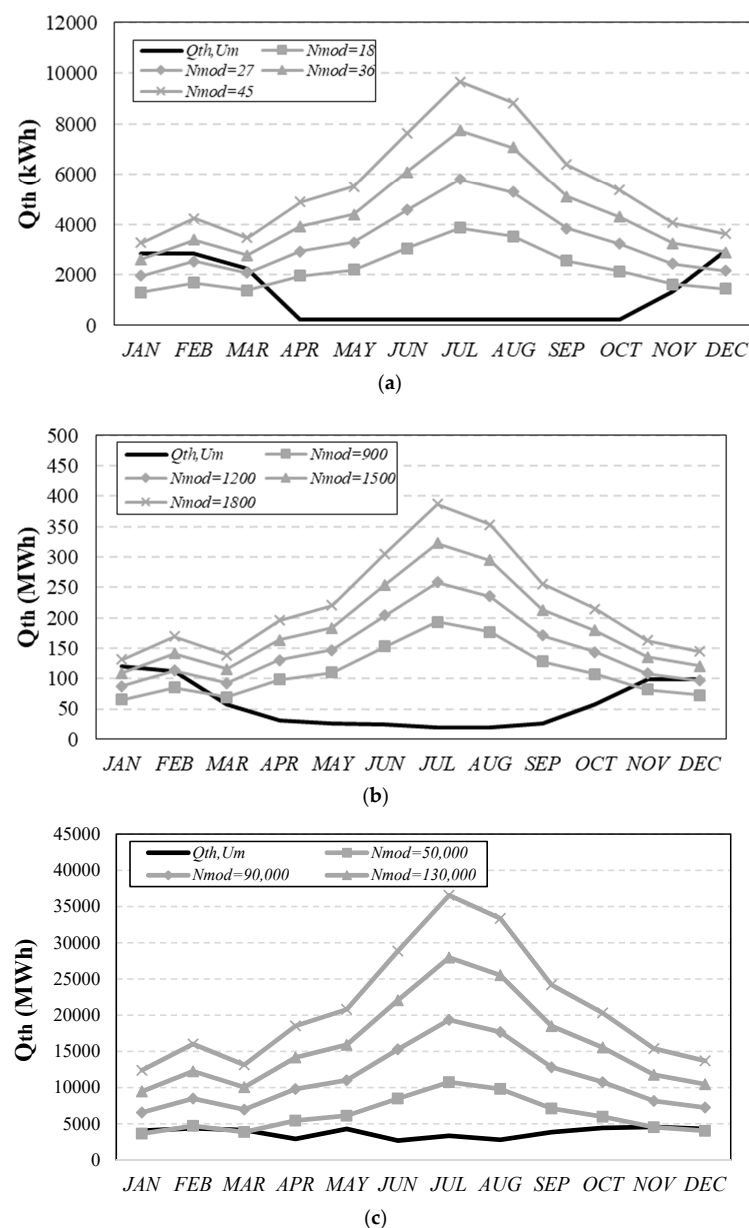 12000
10000
8000
6000
4000
2000
0
Qth (kWh)
Qth,Um Nmod=18
Nmod=27 Nmod=36
Nmod=45
JAN FEB MAR APR MAY JUN JUL AUG SEP OCT NOV DEC
(a)
500
450
400
350
300
250
200
150
100
50
0
Qth (MWh)
Qth,Um Nmod=900
Nmod=1200 Nmod=1500
Nmod=1800
JAN FEB MAR APR MAY JUN JUL AUG SEP OCT NOV DEC
(b)
45000
40000
35000
30000
25000
20000
15000
10000
5000
0
Qth (MWh)
Qth,Um Nmod=50,000
Nmod=90,000 Nmod=130,000
JAN FEB MAR APR MAY JUN JUL AUG SEP OCT NOV DEC
(c)